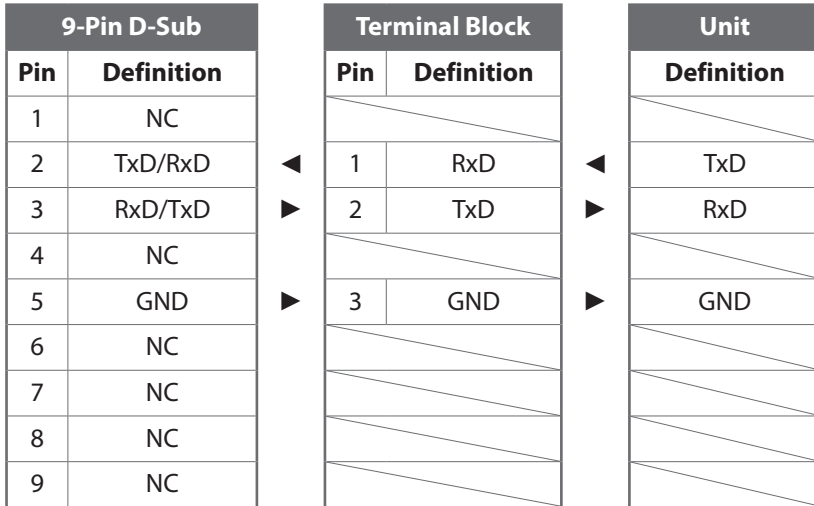 9-Pin D-Sub Terminal Block Unit
Pin Definition Pin Definition Definition
1 NC
2 TxD/RxD ◄ 1 RxD ◄ TxD
3 RxD/TxD ► 2 TxD ► RxD
4 NC
5 GND ► 3 GND ► GND
6 NC
7 NC
8 NC
9 NC